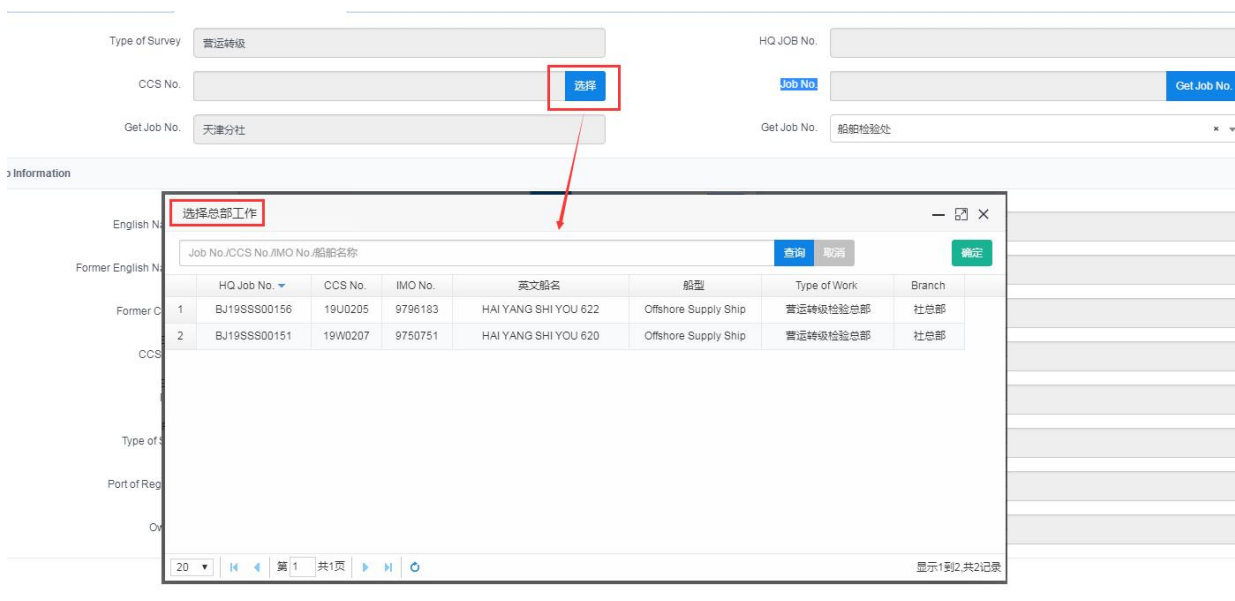 Type of Survey 营运转级 HQ JOB No.
CCS No. 选择 Job No. Get Job No.
Get Job No. 天津分社 Get Job No. 船舶检验处 ×
Information
选择总部工作
English Na
Job No./CCS No./IMO No./船舶名称 查询 取消 确定
Former English Na
HQ Job No. CCS No. IMO No. 英文船名 船型 Type of Work Branch
Former C 1 BJ19SSS00156 19U0205 9796183 HAI YANG SHI YOU 622 Offshore Supply Ship 营运转级检验总部 社总部
2 BJ19SSS00151 19W0207 9750751 HAI YANG SHI YOU 620 Offshore Supply Ship 营运转级检验总部 社总部
CCS
Type of S
Port of Reg
Ow
20 第 1 共1页 显示1到2,共2记录